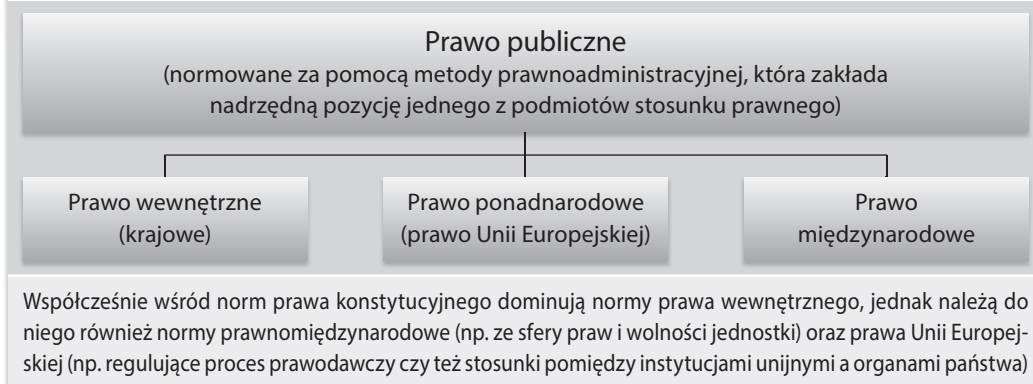 Prawo publiczne
(normowane za pomocą metody prawnoadministracyjnej, która zakłada
nadrzędną pozycję jednego z podmiotów stosunku prawnego)
Prawo wewnętrzne
(krajowe)
Prawo ponadnarodowe
(prawo Unii Europejskiej)
Prawo
międzynarodowe
Współcześnie wśród norm prawa konstytucyjnego dominują normy prawa wewnętrznego, jednak należą do
niego również normy prawnomiędzynarodowe (np. ze sfery praw i wolności jednostki) oraz prawa Unii Europej-
skiej (np. regulujące proces prawodawczy czy też stosunki pomiędzy instytucjami unijnymi a organami państwa)